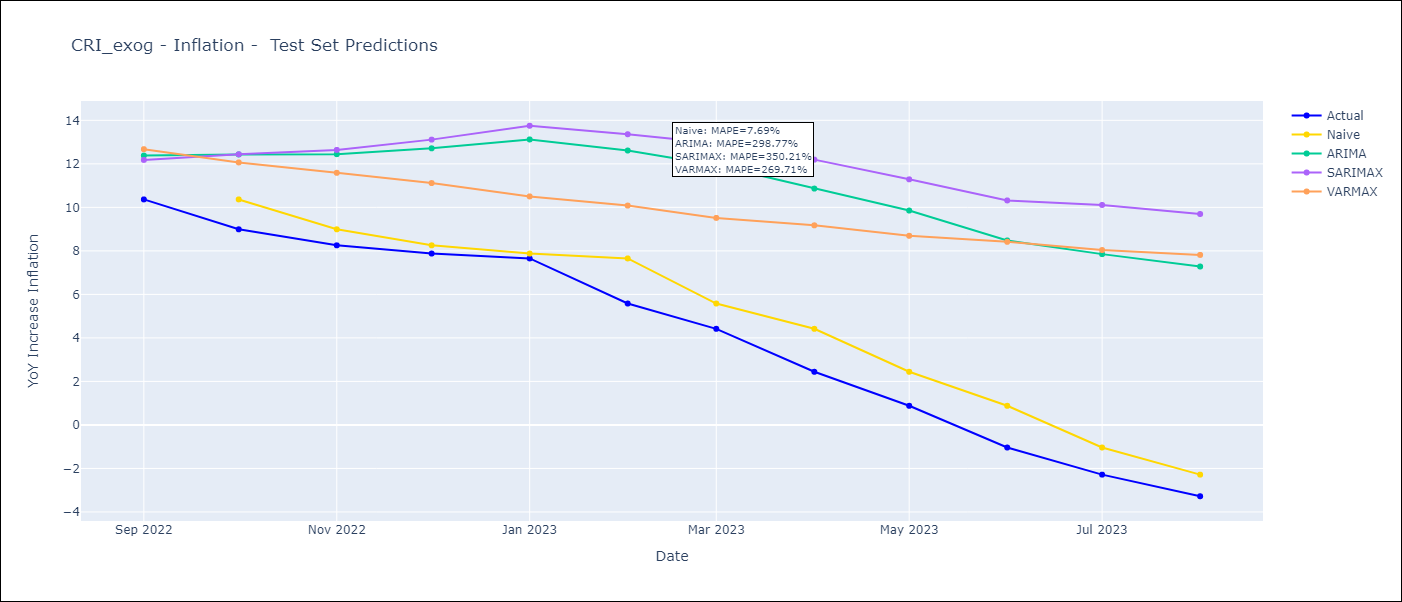 CRI_exog - Inflation -  Test Set Predictions
Actual
Naive
ARIMA
SARIMAX
VARMAX
Naive: MAPE=7.69%
ARIMA: MAPE=298.77%
SARIMAX: MAPE=350.21%
VARMAX: MAPE=269.71%
YoY Increase Inflation
14
12
10
8
6
4
2
0
−2
−4
Sep 2022 Nov 2022 Jan 2023 Mar 2023 May 2023 Jul 2023
Date